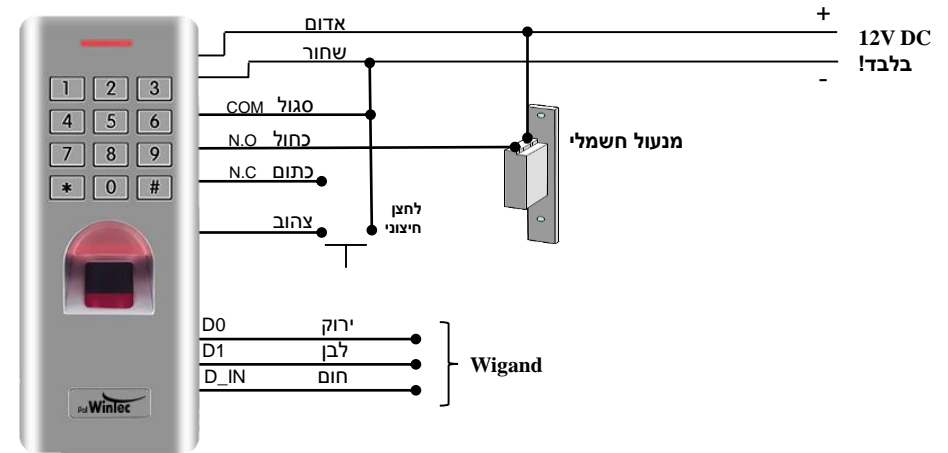 אדום
+
12V DC
שחור
בלבד!
-
1 2 3
COM סגול
4 5 6
N.O כחול
מנעול חשמלי
7 8 9
N.C כתום
* 0 #
לחצן
חיצוני
צהוב
D0 ירוק
D1 לבן
Wigand
D_IN חום
Pal WinTec